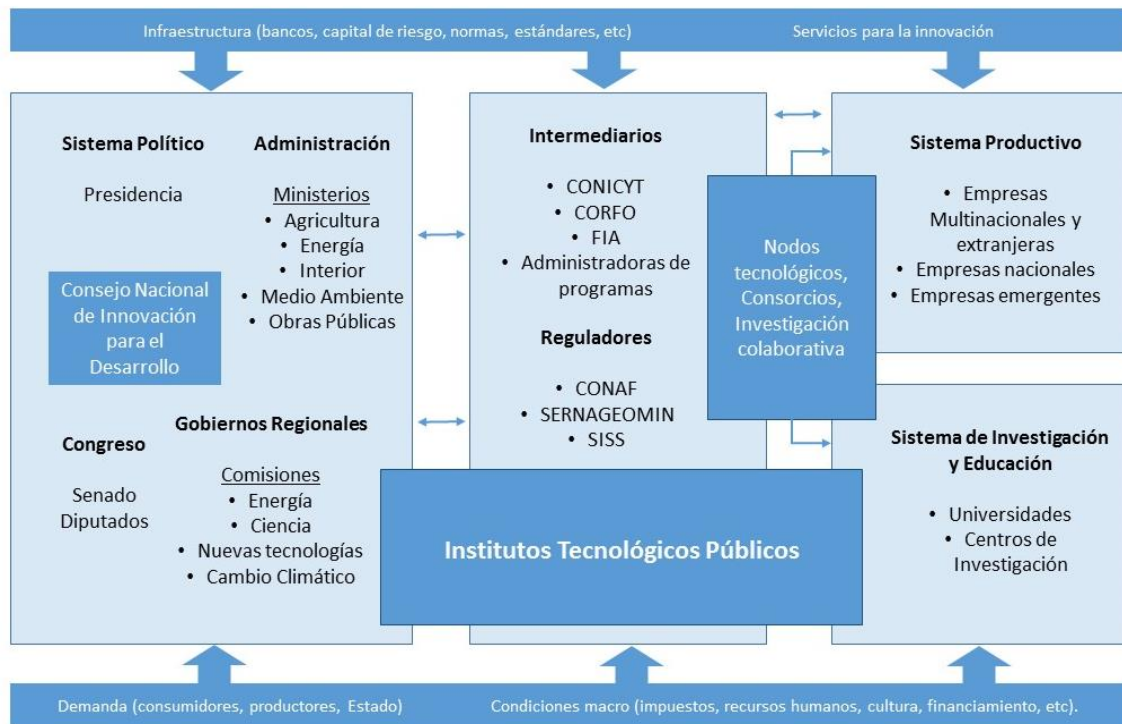 Infraestructura (bancos, capital de riesgo, normas, estándares, etc)
Servicios para la innovación
Sistema Político
Presidencia
Consejo Nacional
de Innovación
para el
Desarrollo
Congreso
Senado
Diputados
Administración
Ministerios
• Agricultura
• Energía
• Interior
• Medio Ambiente
• Obras Públicas
Gobiernos Regionales
Comisiones
• Energía
• Ciencia
• Nuevas tecnologías
• Cambio Climático
Intermediarios
• CONICYT
• CORFO
• FIA
• Administradoras de
programas
Reguladores
• CONAF
• SERNAGEOMIN
• SISS
Institutos Tecnológicos Públicos
Nodos
tecnológicos,
Consorcios,
Investigación
colaborativa
Sistema Productivo
• Empresas
Multinacionales y
extranjeras
• Empresas nacionales
• Empresas emergentes
Sistema de Investigación
y Educación
• Universidades
• Centros de
Investigación
Demanda (consumidores, productores, Estado)
Condiciones macro (impuestos, recursos humanos, cultura, financiamiento, etc).